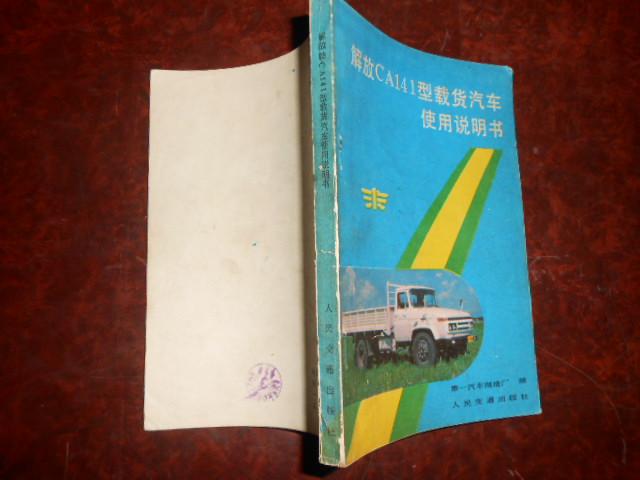 解放CA141型载货汽车
使用说明书
第一汽车制造厂 编
人民交通出版社
解放牌CA141型载货汽车使用说明书
人民交通出版社